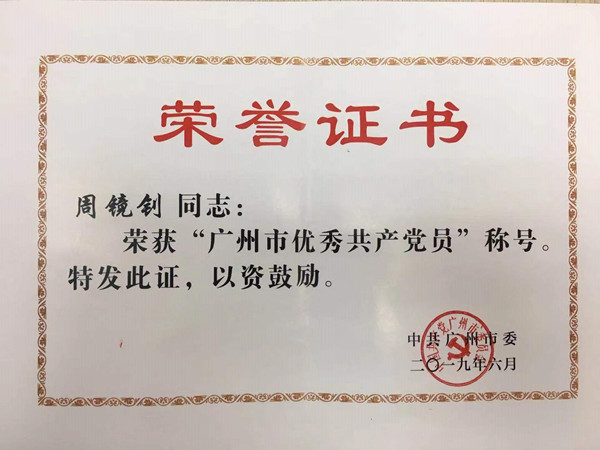 荣誉证书
周镜钊 同志：
荣获“广州市优秀共产党员”称号。
特发此证，以资鼓励。
中共广州市委
二〇一九年六月